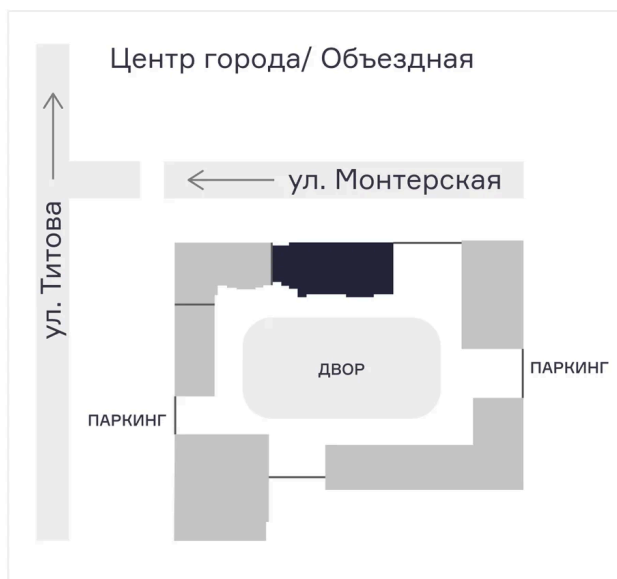 Центр города/ Объездная
ул. Монтерская
ул. Титова
ДВОР
ПАРКИНГ
ПАРКИНГ